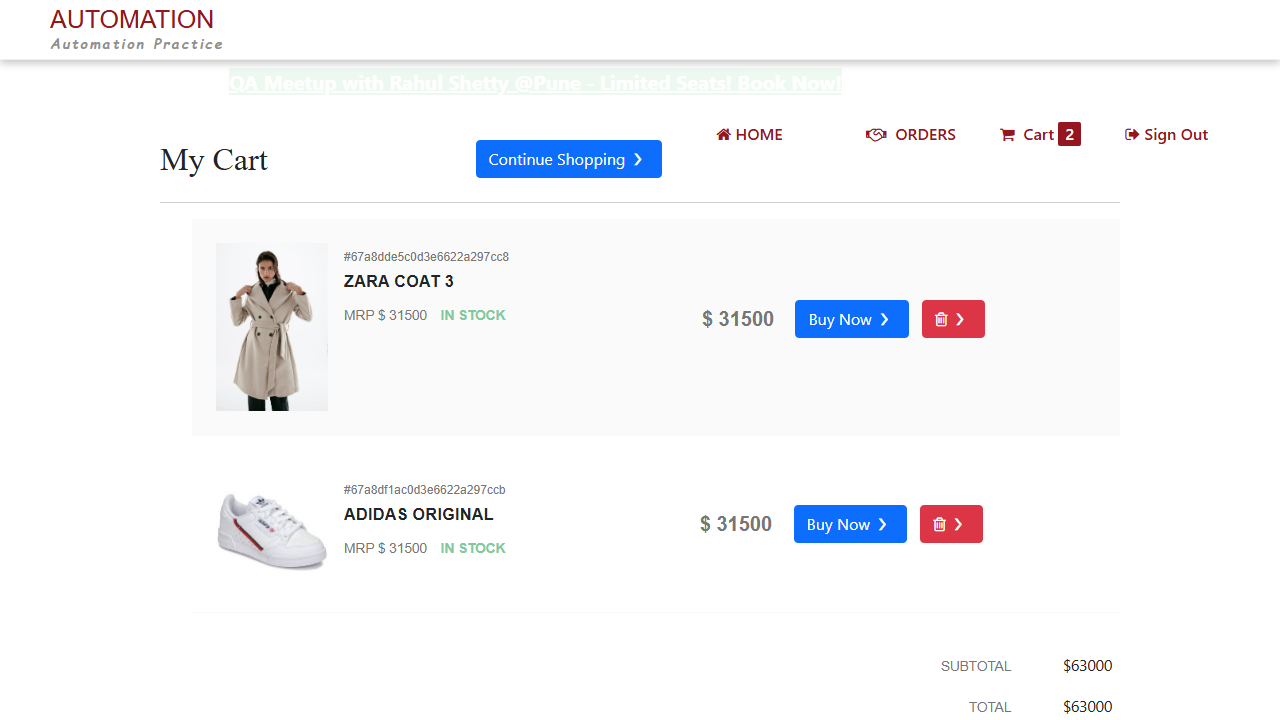 AUTOMATION
Automation Practice
QA Meetup with Rahul Shetty @Pune - Limited Seats! Book Now!
HOME
ORDERS
Cart 2
Sign Out
My Cart
Continue Shopping ❯
#67a8dde5c0d3e6622a297cc8
ZARA COAT 3
MRP $ 31500 IN STOCK
$ 31500
Buy Now ❯
❯
#67a8df1ac0d3e6622a297ccb
ADIDAS ORIGINAL
MRP $ 31500 IN STOCK
$ 31500
Buy Now ❯
❯
SUBTOTAL $63000
TOTAL $63000